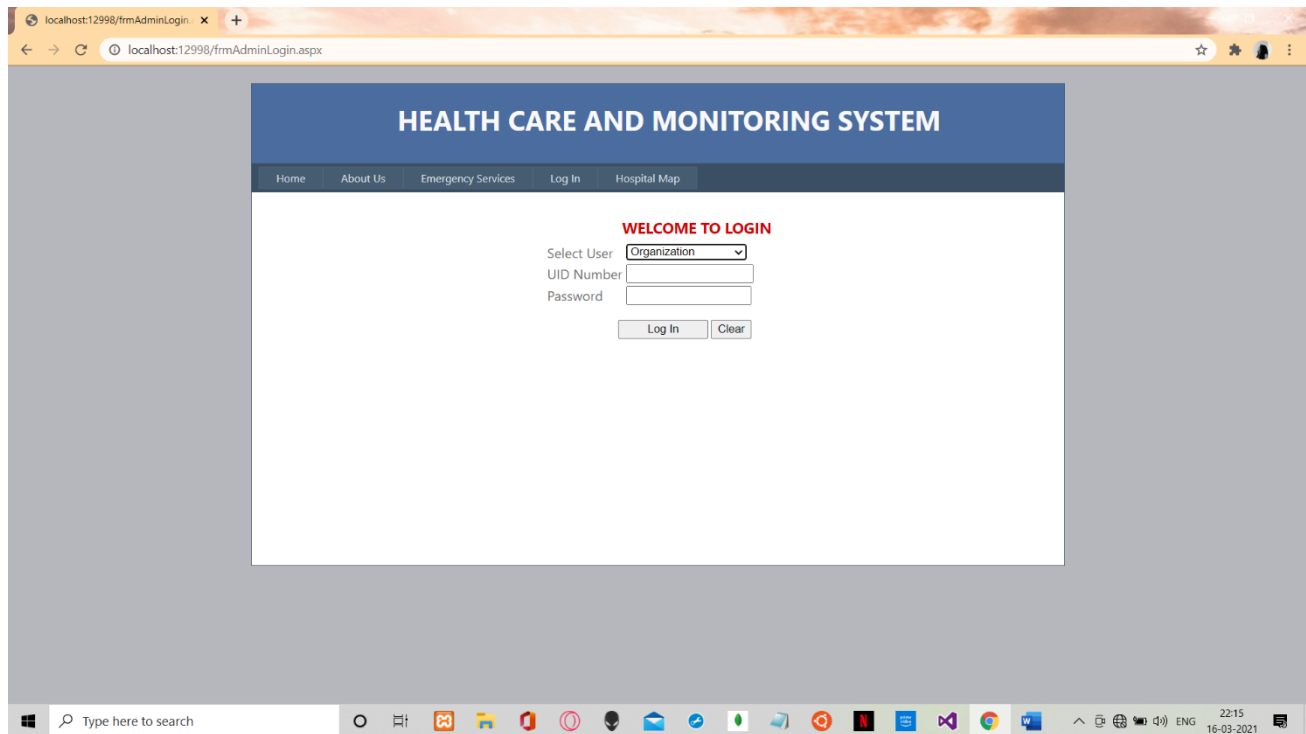 localhost:12998/frmAdminLogin.
localhost:12998/frmAdminLogin.aspx
HEALTH CARE AND MONITORING SYSTEM
Home About Us Emergency Services Log In Hospital Map
WELCOME TO LOGIN
Select User Organization
UID Number
Password
Log In Clear
Type here to search
ENG
22:15
16-03-2021